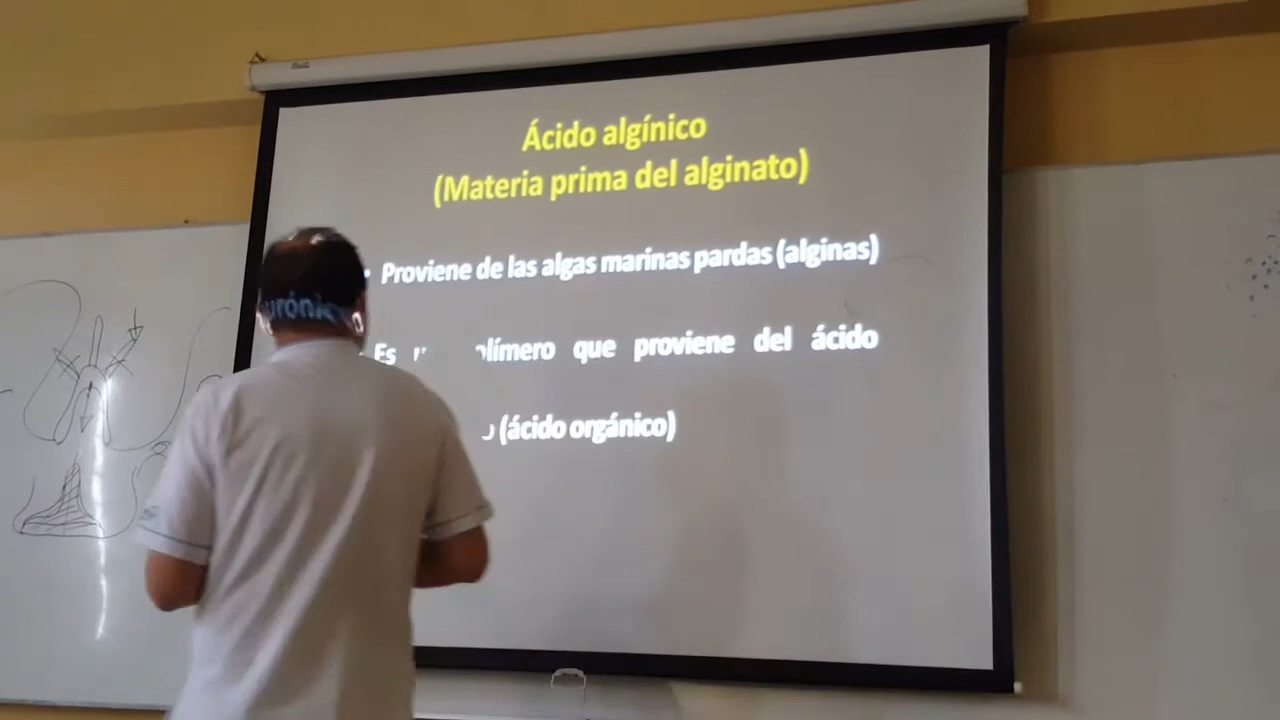 Ácido algínico
(Materia prima del alginato)
Proviene de las algas marinas pardas (alginas)
Es que proviene del ácido
(ácido orgánico)